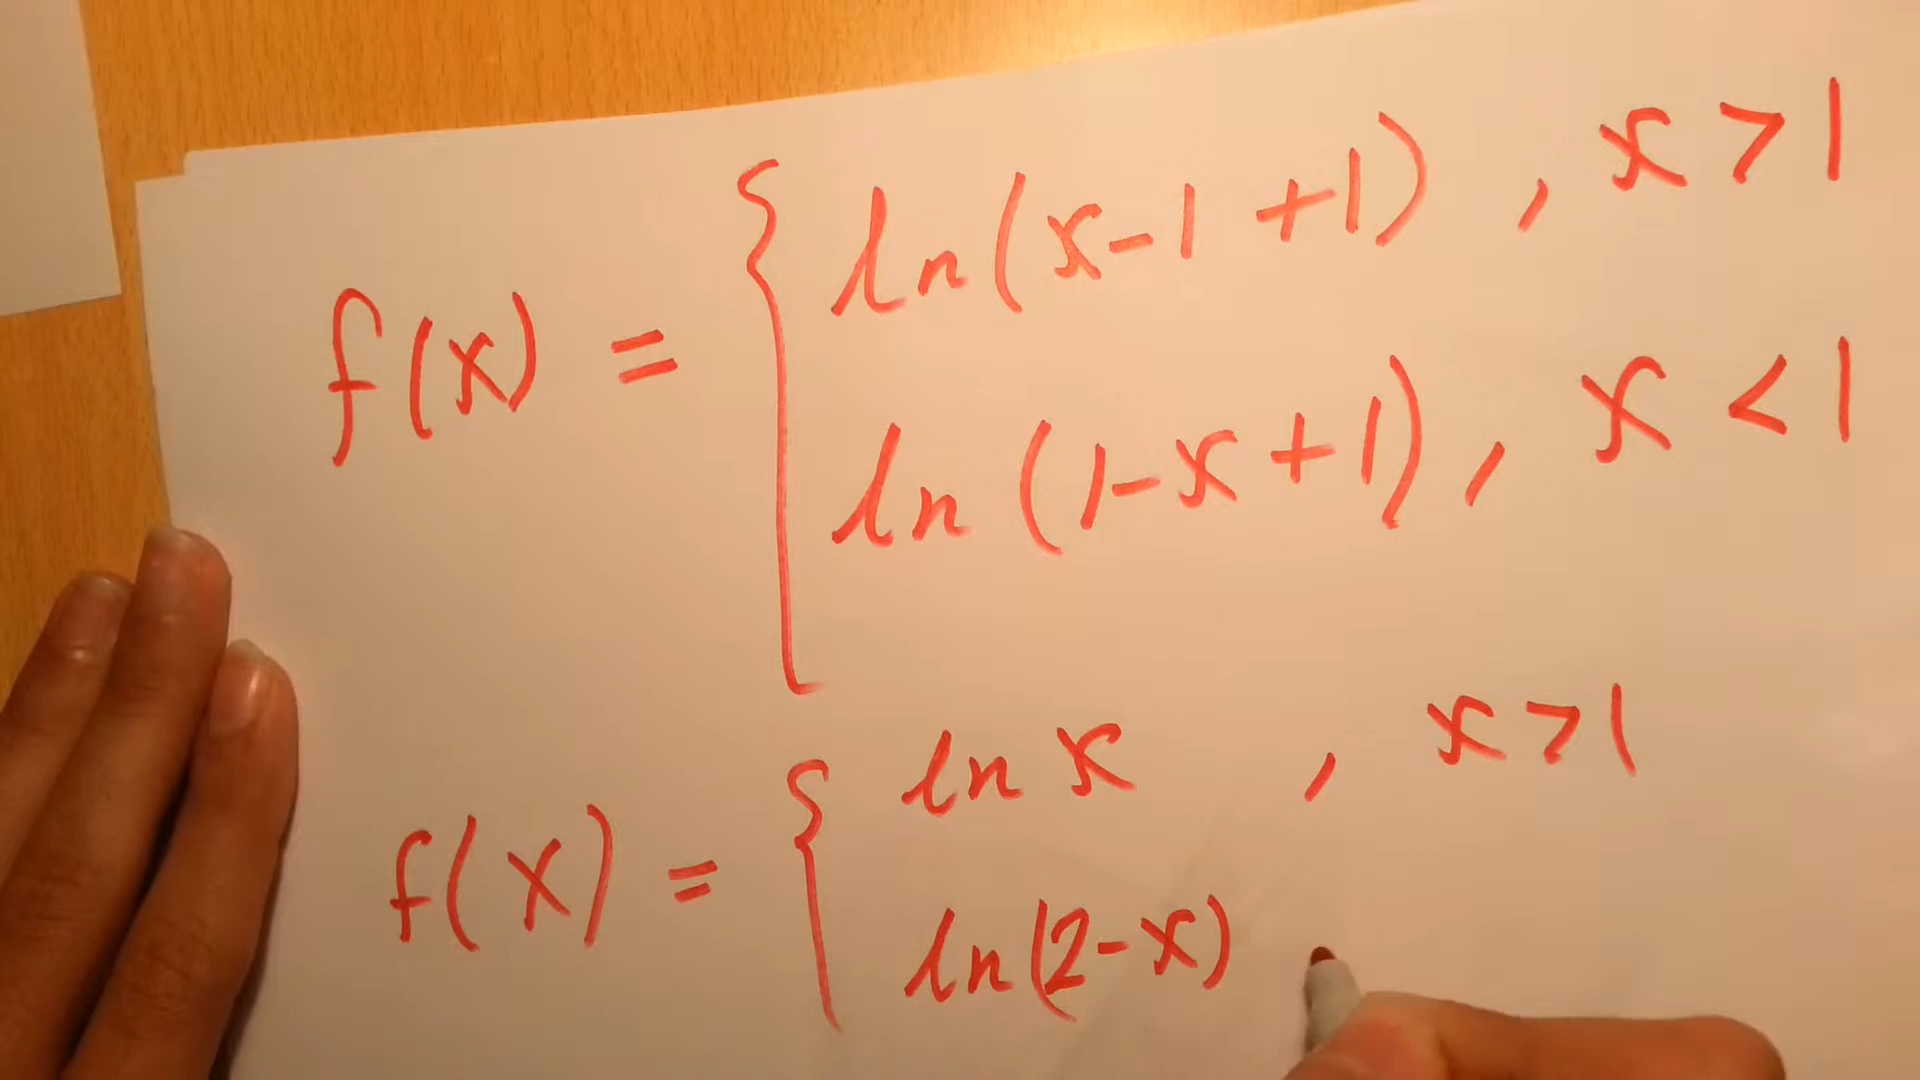 ln(x-1+1), x>1
f(x) =
ln(1-x+1), x<1
ln x , x>1
f(x) =
ln(2-x)